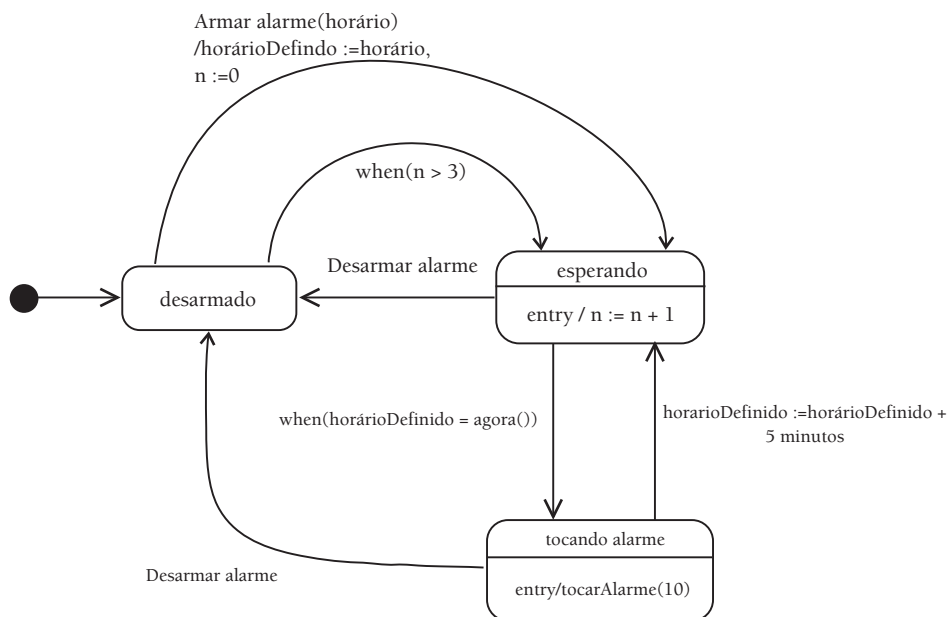 Armar alarme(horário)
/horárioDefindo :=horário,
n :=0
when(n > 3)
Desarmar alarme
esperando
desarmado
entry / n := n + 1
when(horárioDefinido = agora())
horarioDefinido :=horárioDefinido +
5 minutos
tocando alarme
Desarmar alarme
entry/tocarAlarme(10)